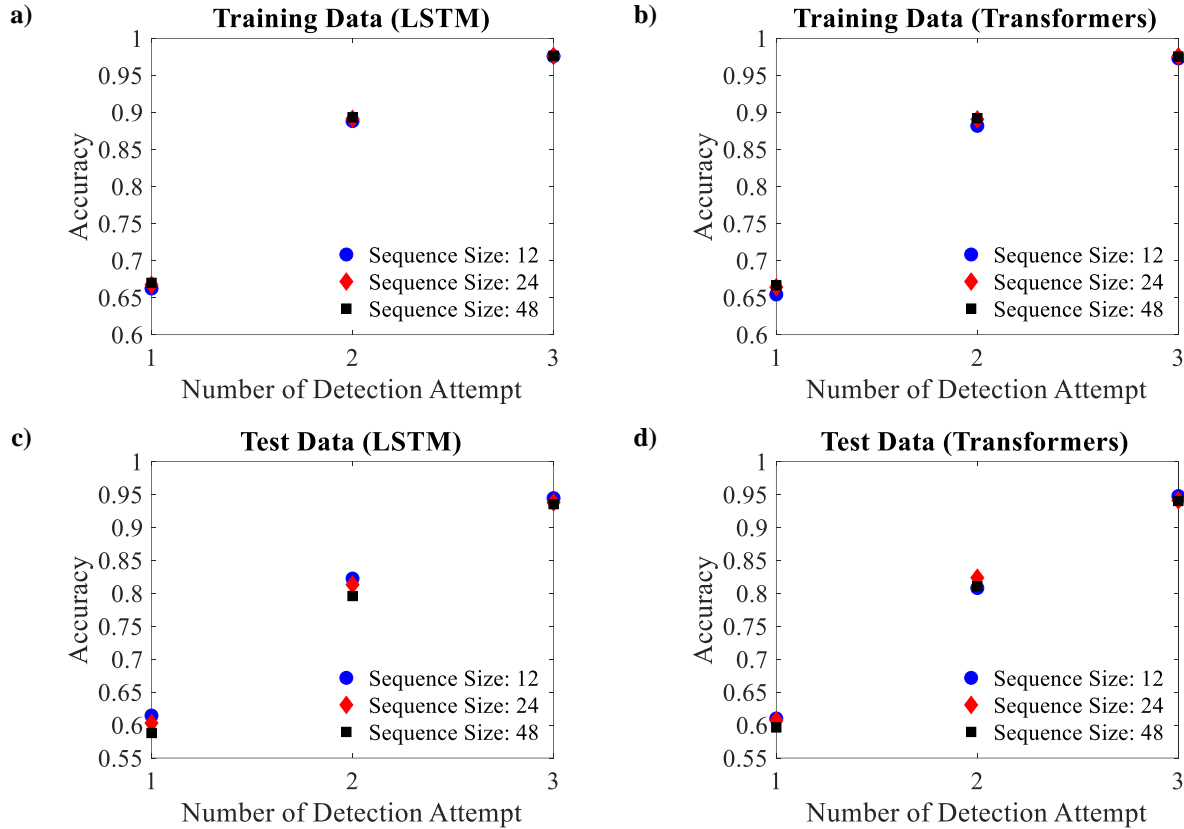 a)
Training Data (LSTM)
1
0.95
0.9
0.85
0.8
0.75
0.7
0.65
0.6
Accuracy
Sequence Size: 12
Sequence Size: 24
Sequence Size: 48
1 2 3
Number of Detection Attempt
b)
Training Data (Transformers)
1
0.95
0.9
0.85
0.8
0.75
0.7
0.65
0.6
Accuracy
Sequence Size: 12
Sequence Size: 24
Sequence Size: 48
1 2 3
Number of Detection Attempt
c)
Test Data (LSTM)
1
0.95
0.9
0.85
0.8
0.75
0.7
0.65
0.6
0.55
Accuracy
Sequence Size: 12
Sequence Size: 24
Sequence Size: 48
1 2 3
Number of Detection Attempt
d)
Test Data (Transformers)
1
0.95
0.9
0.85
0.8
0.75
0.7
0.65
0.6
0.55
Accuracy
Sequence Size: 12
Sequence Size: 24
Sequence Size: 48
1 2 3
Number of Detection Attempt